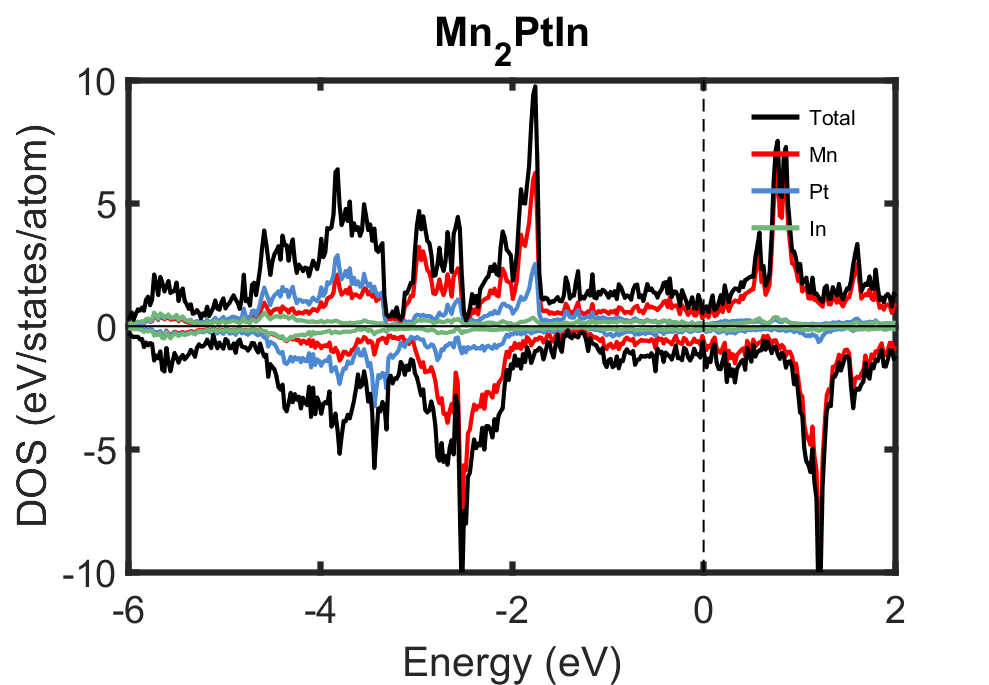 Mn₂PtIn
DOS (eV/states/atom)
10
5
0
-5
-10
Total
Mn
Pt
In
-6 -4 -2 0 2
Energy (eV)